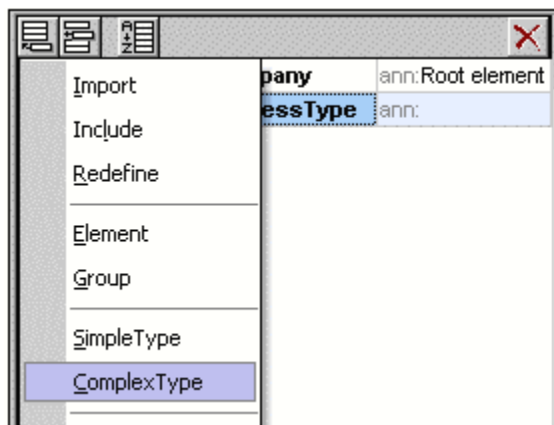 A
Z
Import
pany ann:Root element
Include
essType ann:
Redefine
Element
Group
SimpleType
ComplexType